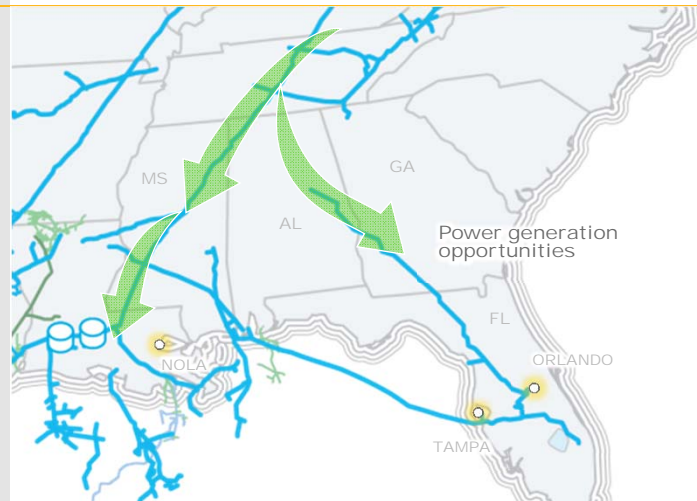 MS
GA
AL
Power generation
opportunities
FL
ORLANDO
NOLA
TAMPA